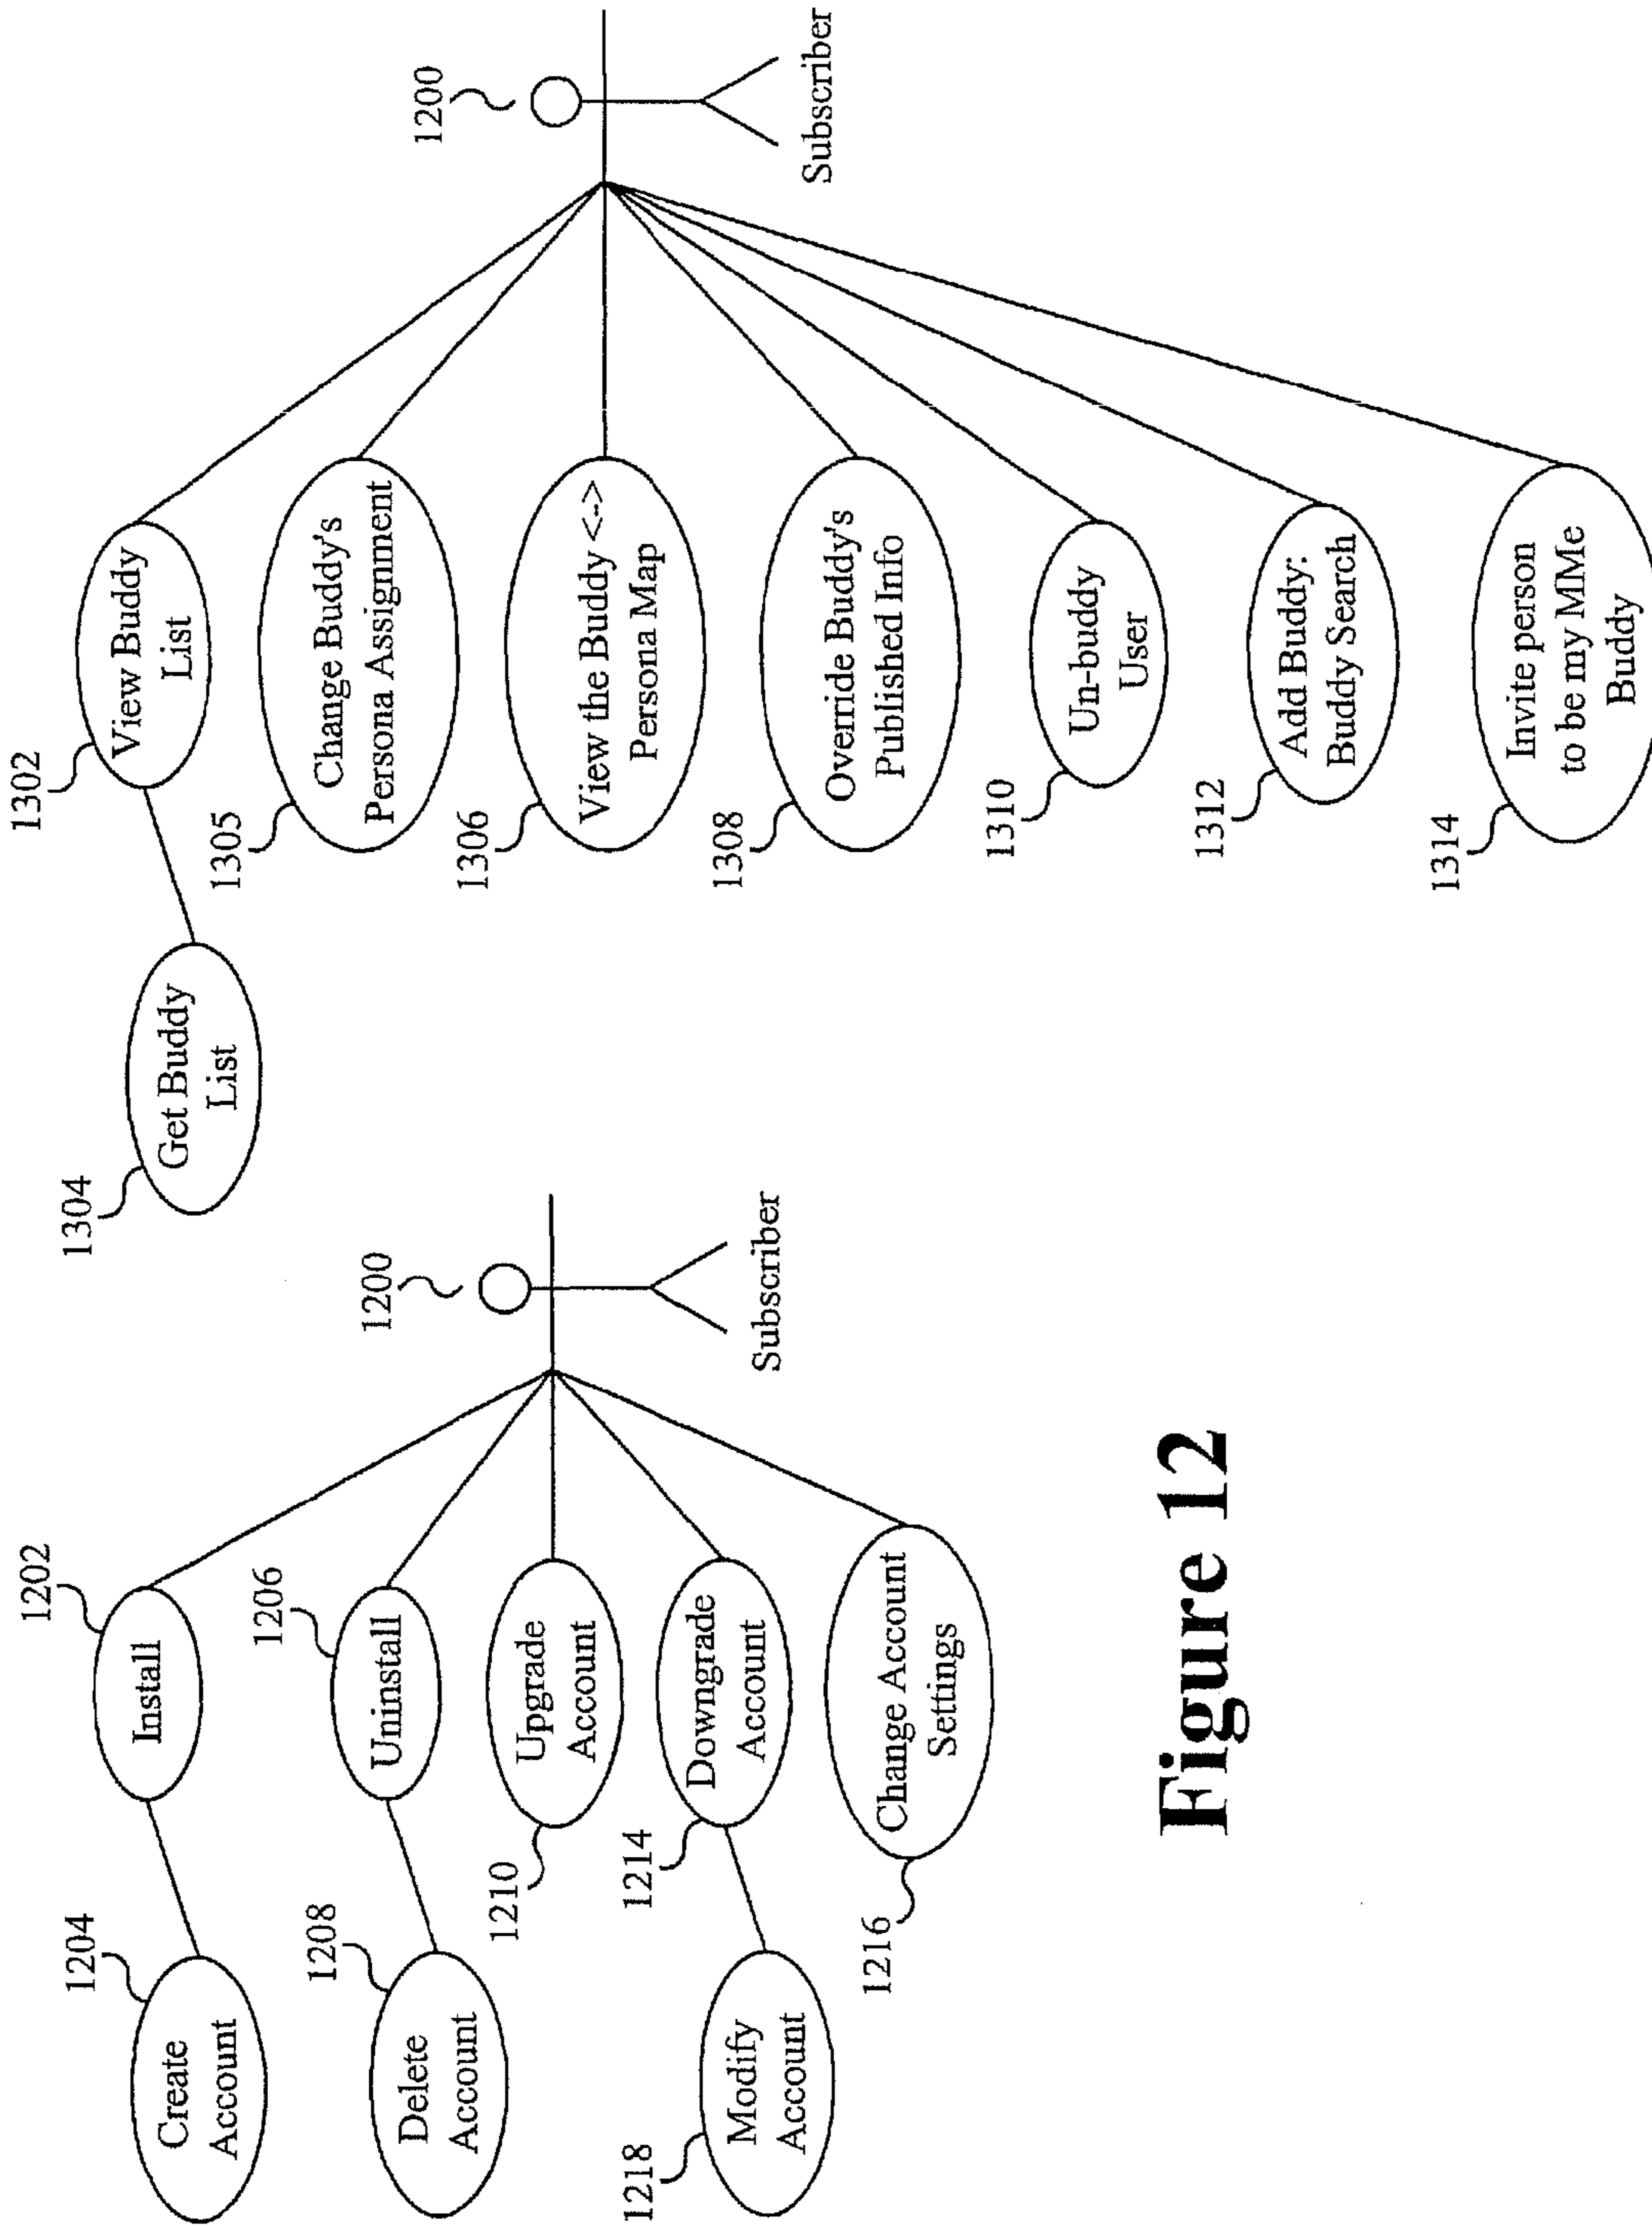 1202
Install
1204
Create
Account
1206
Uninstall
1208
Delete
Account
1210
Upgrade
Account
1214
Downgrade
Account
1218
Modify
Account
1216
Change Account
Settings
1200
Subscriber
Figure 12
1302
View Buddy
List
1304
Get Buddy
List
1305
Change Buddy's
Persona Assignment
1306
View the Buddy <-->
Persona Map
1308
Override Buddy's
Published Info
1310
Un-buddy
User
1312
Add Buddy:
Buddy Search
1314
Invite person
to be my MMe
Buddy
1200
Subscriber